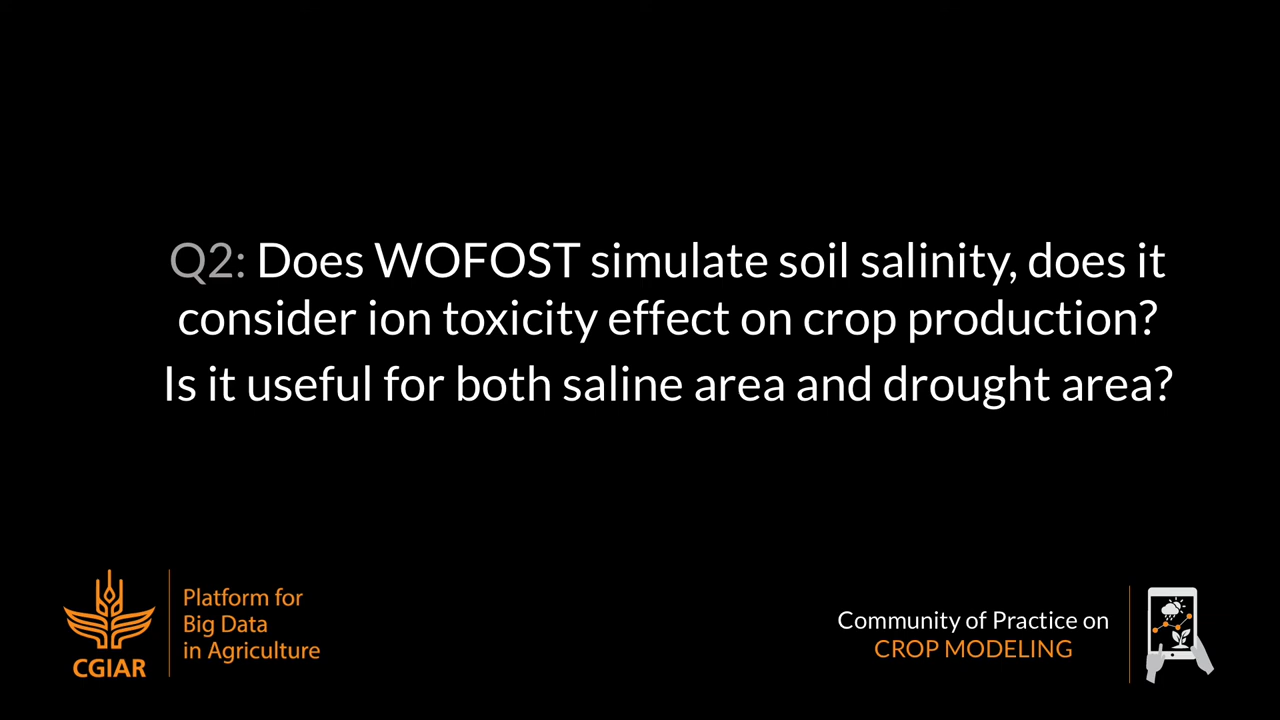 Q2: Does WOFOST simulate soil salinity, does it
consider ion toxicity effect on crop production?
Is it useful for both saline area and drought area?
CGIAR
Platform for
Big Data
in Agriculture
Community of Practice on
CROP MODELING